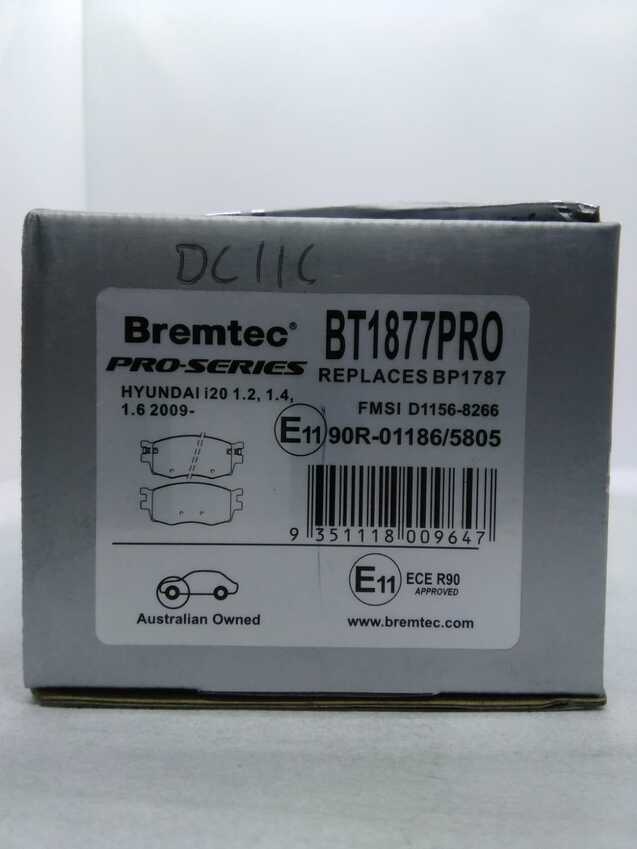 DC11C
Bremtec®
PRO-SERIES
HYUNDAI i20 1.2, 1.4,
1.6 2009-
BT1877PRO
REPLACES BP1787
FMSI D1156-8266
E11 90R-01186/5805
9 351118 009647
Australian Owned
E11 ECE R90
APPROVED
www.bremtec.com